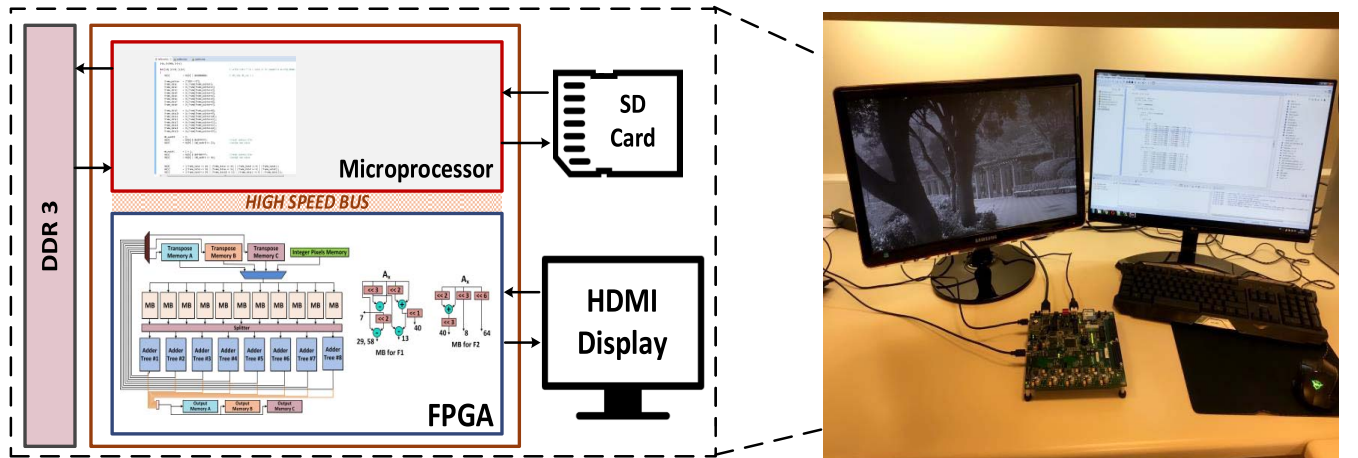 DDR 3
Microprocessor
SD
Card
HIGH SPEED BUS
Transpose
Memory A
Transpose
Memory B
Transpose
Memory C
Integer Pixels Memory
MB MB MB MB MB MB MB MB MB MB
Splitter
Adder
Tree #1
Adder
Tree #2
Adder
Tree #3
Adder
Tree #4
Adder
Tree #5
Adder
Tree #6
Adder
Tree #7
Adder
Tree #8
Output
Memory A
Output
Memory B
Output
Memory C
Ax
<< 3 << 2
<< 2 << 1
7
40
29, 58
13
MB for F1
Ax
<< 2 << 3 << 6
<< 3
40 8 64
MB for F2
FPGA
HDMI
Display
SAMSUNG